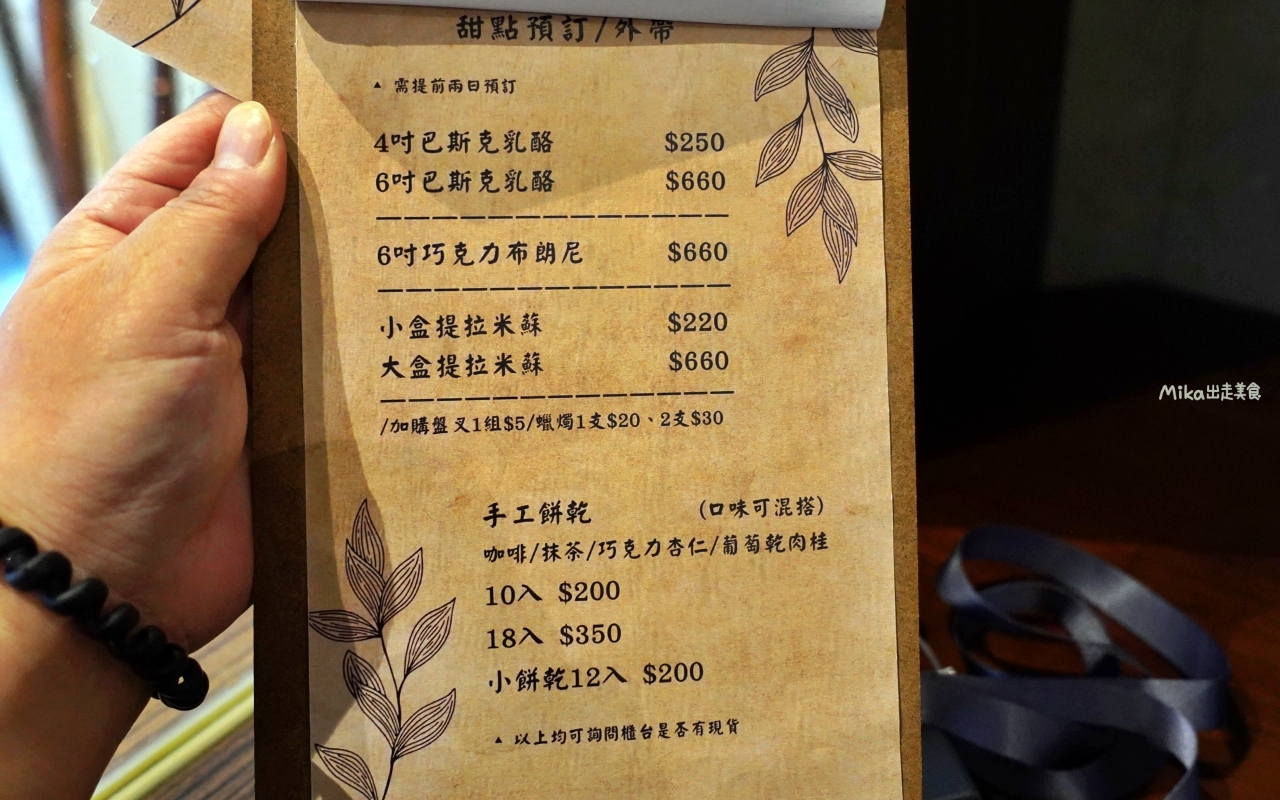 甜點預訂/外帶
▲ 需提前兩日預訂
4吋巴斯克乳酪 $250
6吋巴斯克乳酪 $660
6吋巧克力布朗尼 $660
小盒提拉米蘇 $220
大盒提拉米蘇 $660
/加購盤叉1組$5/蠟燭1支$20、2支$30
手工餅乾 (口味可混搭)
咖啡/抹茶/巧克力杏仁/葡萄乾肉桂
10入 $200
18入 $350
小餅乾12入 $200
▲ 以上均可詢問櫃台是否有現貨
Mika出走美食